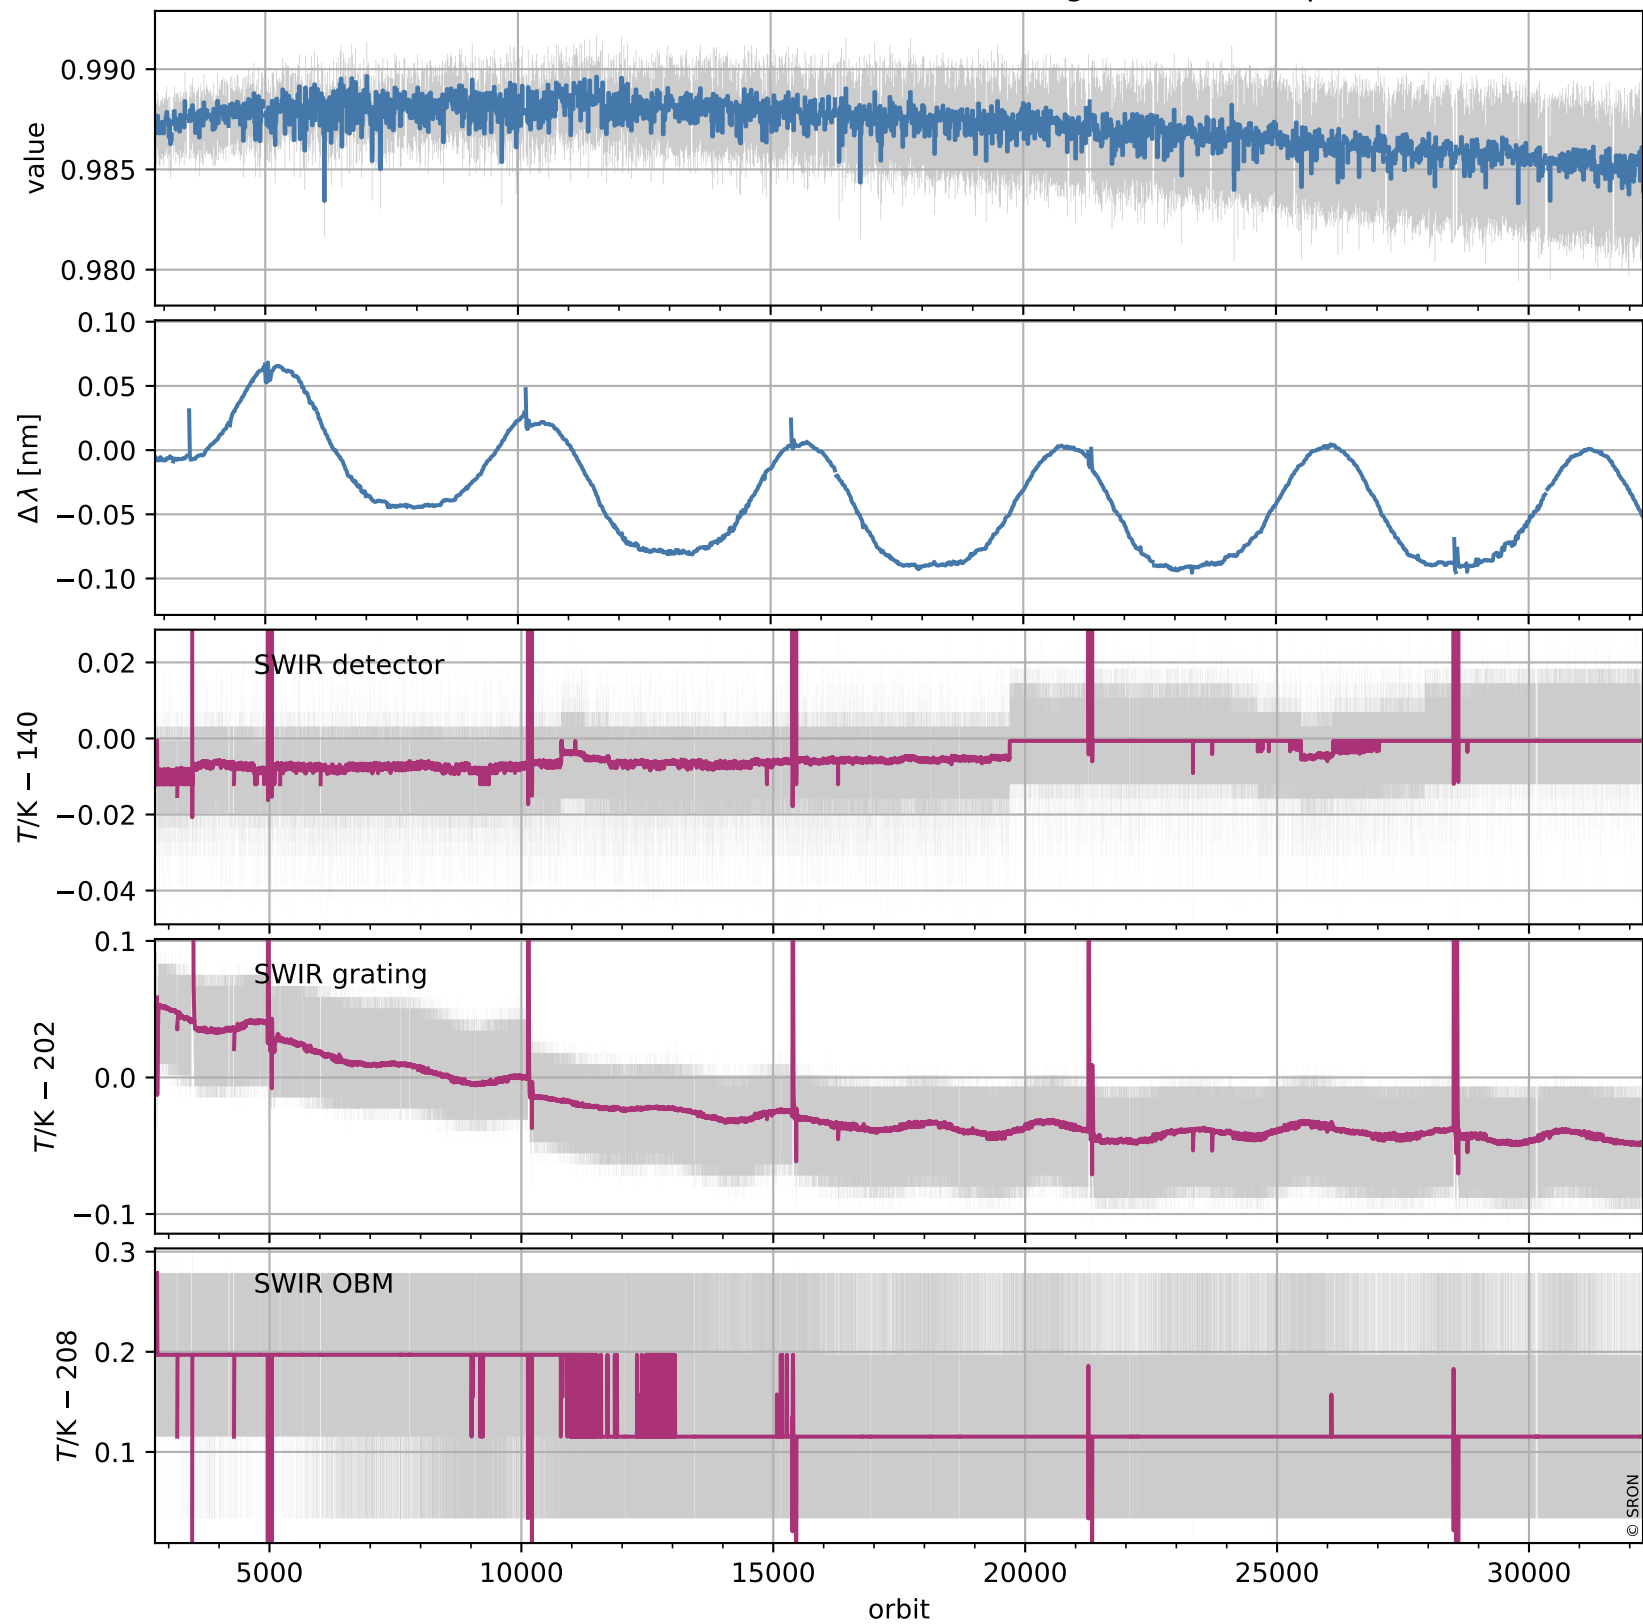 0.990
0.985
0.980
value
0.10
0.05
0.00
−0.05
−0.10
Δλ [nm]
SWIR detector
0.02
0.00
−0.02
−0.04
T/K − 140
SWIR grating
0.1
0.0
−0.1
T/K − 202
SWIR OBM
0.3
0.2
0.1
T/K − 208
© SRON
5000 10000 15000 20000 25000 30000
orbit